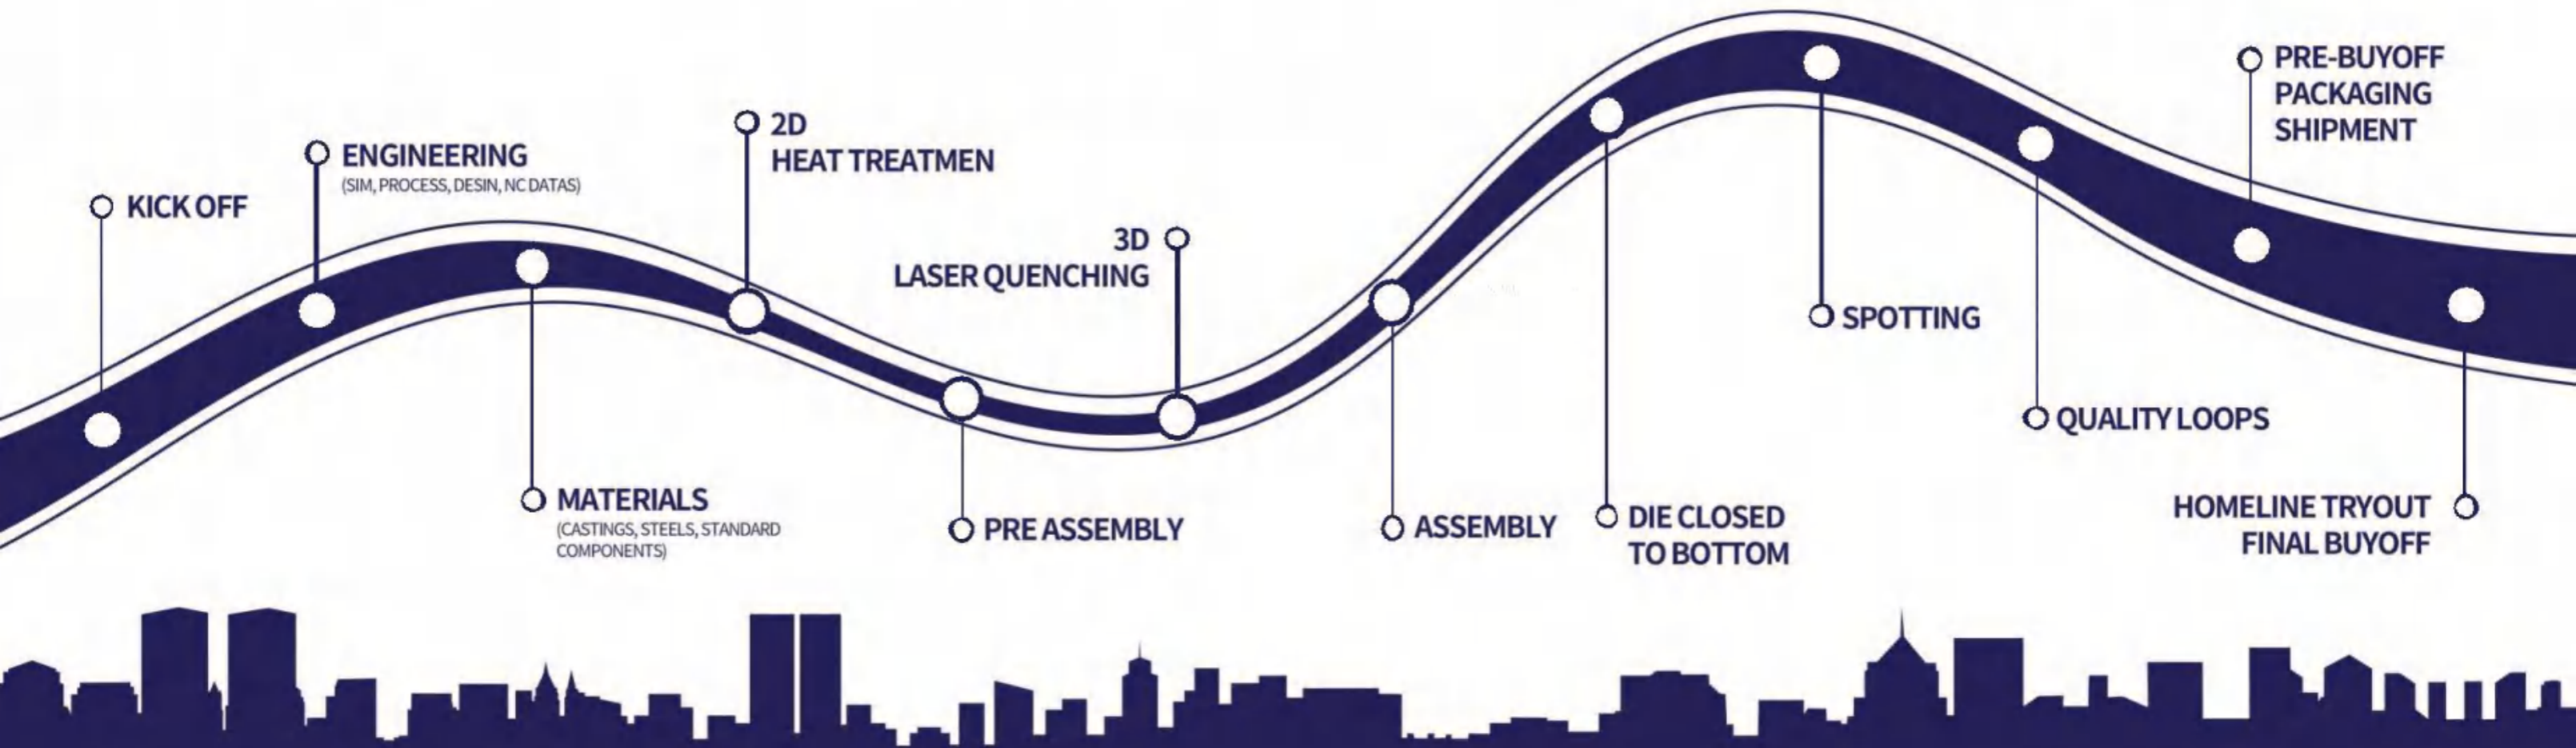 KICK OFF
ENGINEERING
(SIM, PROCESS, DESIN, NC DATAS)
MATERIALS
(CASTINGS, STEELS, STANDARD
COMPONENTS)
2D
HEAT TREATMEN
PRE ASSEMBLY
3D
LASER QUENCHING
ASSEMBLY
DIE CLOSED
TO BOTTOM
SPOTTING
QUALITY LOOPS
PRE-BUYOFF
PACKAGING
SHIPMENT
HOMELINE TRYOUT
FINAL BUYOFF